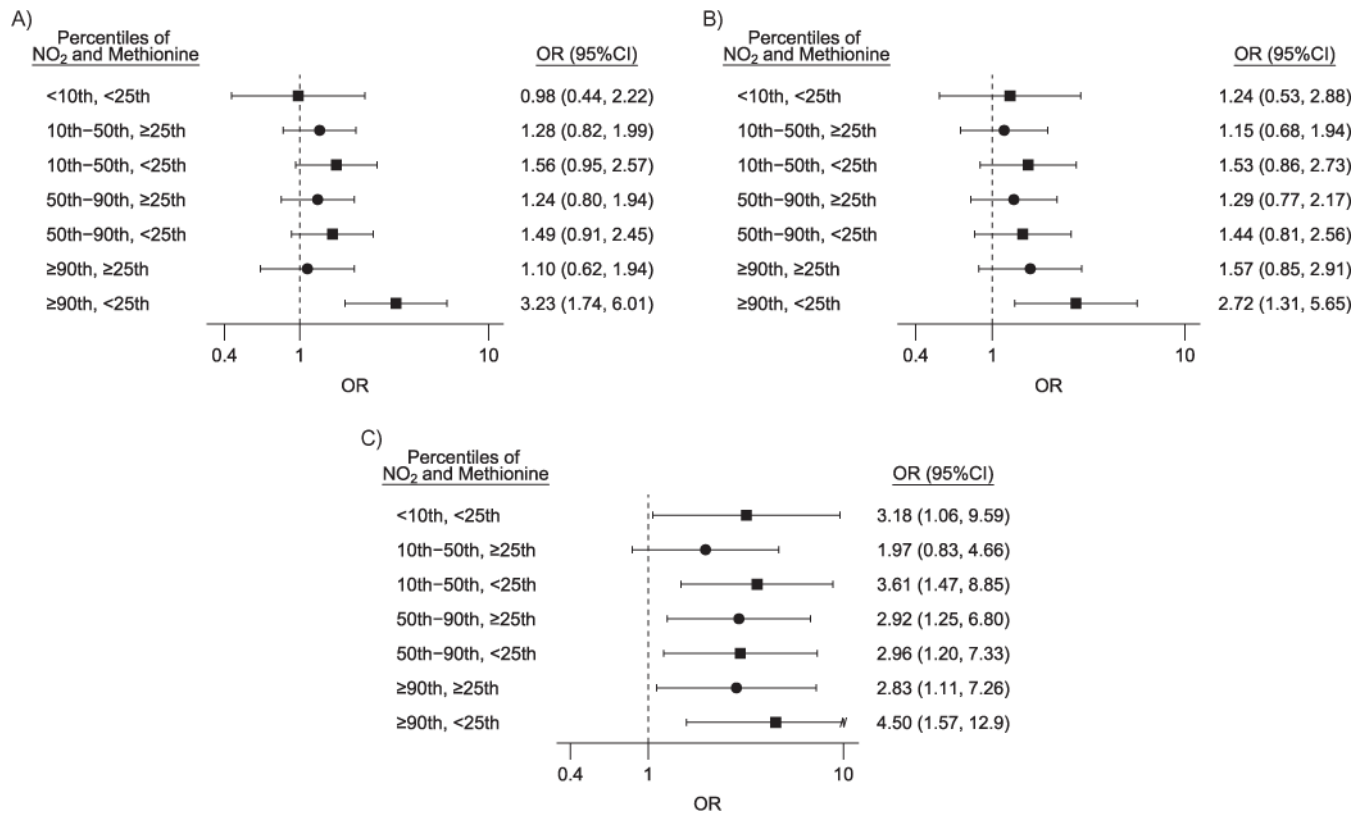 A)
Percentiles of
NO₂ and Methionine OR (95%CI)
<10th, <25th 0.98 (0.44, 2.22)
10th−50th, ≥25th 1.28 (0.82, 1.99)
10th−50th, <25th 1.56 (0.95, 2.57)
50th−90th, ≥25th 1.24 (0.80, 1.94)
50th−90th, <25th 1.49 (0.91, 2.45)
≥90th, ≥25th 1.10 (0.62, 1.94)
≥90th, <25th 3.23 (1.74, 6.01)
0.4 1 10
OR
B)
Percentiles of
NO₂ and Methionine OR (95%CI)
<10th, <25th 1.24 (0.53, 2.88)
10th−50th, ≥25th 1.15 (0.68, 1.94)
10th−50th, <25th 1.53 (0.86, 2.73)
50th−90th, ≥25th 1.29 (0.77, 2.17)
50th−90th, <25th 1.44 (0.81, 2.56)
≥90th, ≥25th 1.57 (0.85, 2.91)
≥90th, <25th 2.72 (1.31, 5.65)
0.4 1 10
OR
C)
Percentiles of
NO₂ and Methionine OR (95%CI)
<10th, <25th 3.18 (1.06, 9.59)
10th−50th, ≥25th 1.97 (0.83, 4.66)
10th−50th, <25th 3.61 (1.47, 8.85)
50th−90th, ≥25th 2.92 (1.25, 6.80)
50th−90th, <25th 2.96 (1.20, 7.33)
≥90th, ≥25th 2.83 (1.11, 7.26)
≥90th, <25th 4.50 (1.57, 12.9)
0.4 1 10
OR